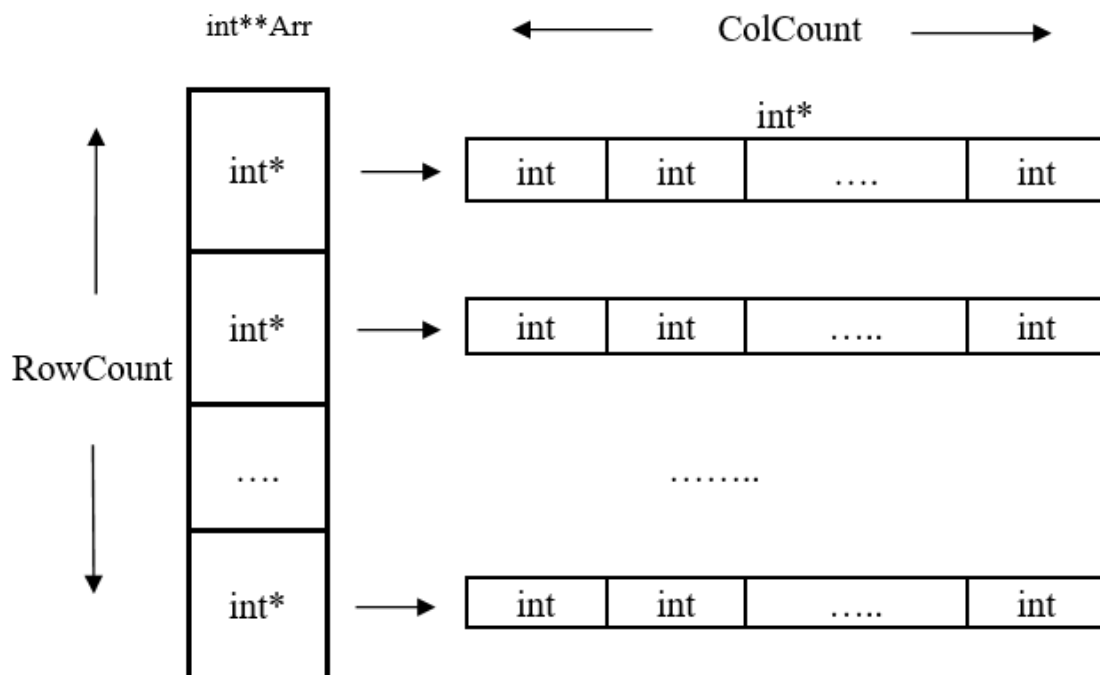 int**Arr
ColCount
int*
int* int int …. int
int* int int ….. int
RowCount
…. ……..
int* int int ….. int